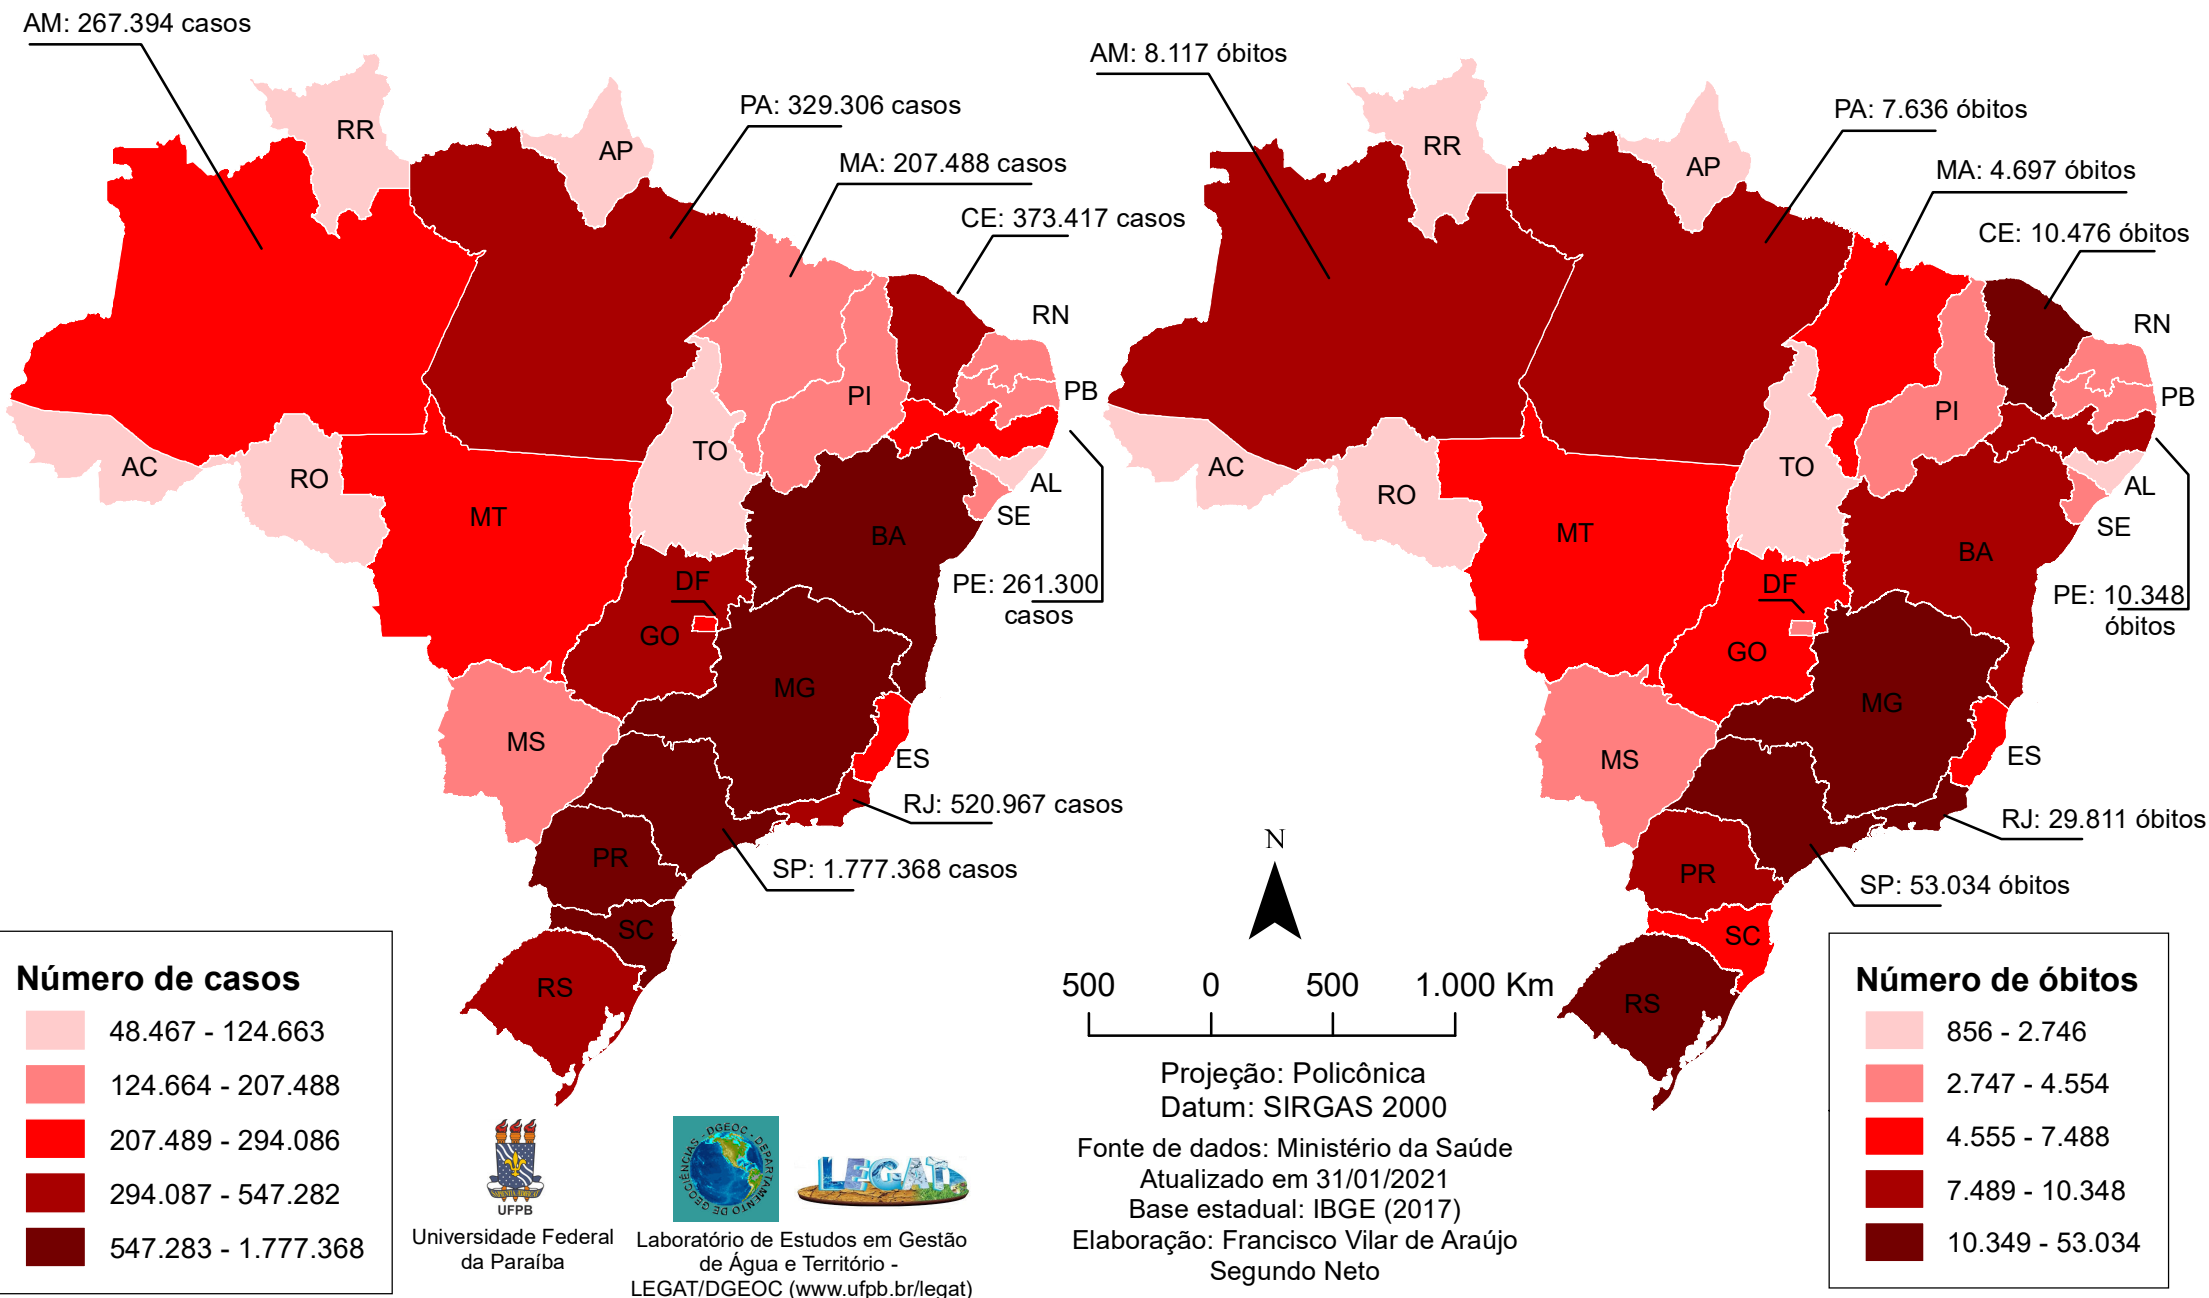 AM: 267.394 casos
RR
AP
PA: 329.306 casos
MA: 207.488 casos
CE: 373.417 casos
RN
PB
PI
TO
AC
RO
MT
AL
SE
BA
PE: 261.300
casos
DF
GO
MG
MS
ES
RJ: 520.967 casos
SP: 1.777.368 casos
PR
SC
RS
AM: 8.117 óbitos
RR
AP
PA: 7.636 óbitos
MA: 4.697 óbitos
CE: 10.476 óbitos
RN
PB
PI
TO
AC
RO
MT
AL
SE
BA
PE: 10.348
óbitos
DF
GO
MG
MS
ES
RJ: 29.811 óbitos
SP: 53.034 óbitos
PR
SC
RS
Número de casos
48.467 - 124.663
124.664 - 207.488
207.489 - 294.086
294.087 - 547.282
547.283 - 1.777.368
UFPB
Universidade Federal
da Paraíba
DGEOC - DEPARTAMENTO DE GEOCIÊNCIAS -
LEGAT
Laboratório de Estudos em Gestão
de Água e Território -
LEGAT/DGEOC (www.ufpb.br/legat)
N
500 0 500 1.000 Km
Projeção: Policônica
Datum: SIRGAS 2000
Fonte de dados: Ministério da Saúde
Atualizado em 31/01/2021
Base estadual: IBGE (2017)
Elaboração: Francisco Vilar de Araújo
Segundo Neto
Número de óbitos
856 - 2.746
2.747 - 4.554
4.555 - 7.488
7.489 - 10.348
10.349 - 53.034